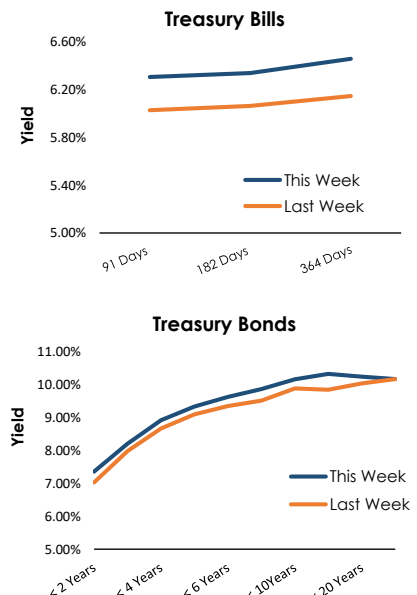 Treasury Bills
6.60%
6.20%
5.80%
5.40%
5.00%
Yield
This Week
Last Week
91 Days
182 Days
364 Days
Treasury Bonds
11.00%
10.00%
9.00%
8.00%
7.00%
6.00%
5.00%
Yield
This Week
Last Week
<2 Years
<4 Years
<6 Years
10Years
20 Years